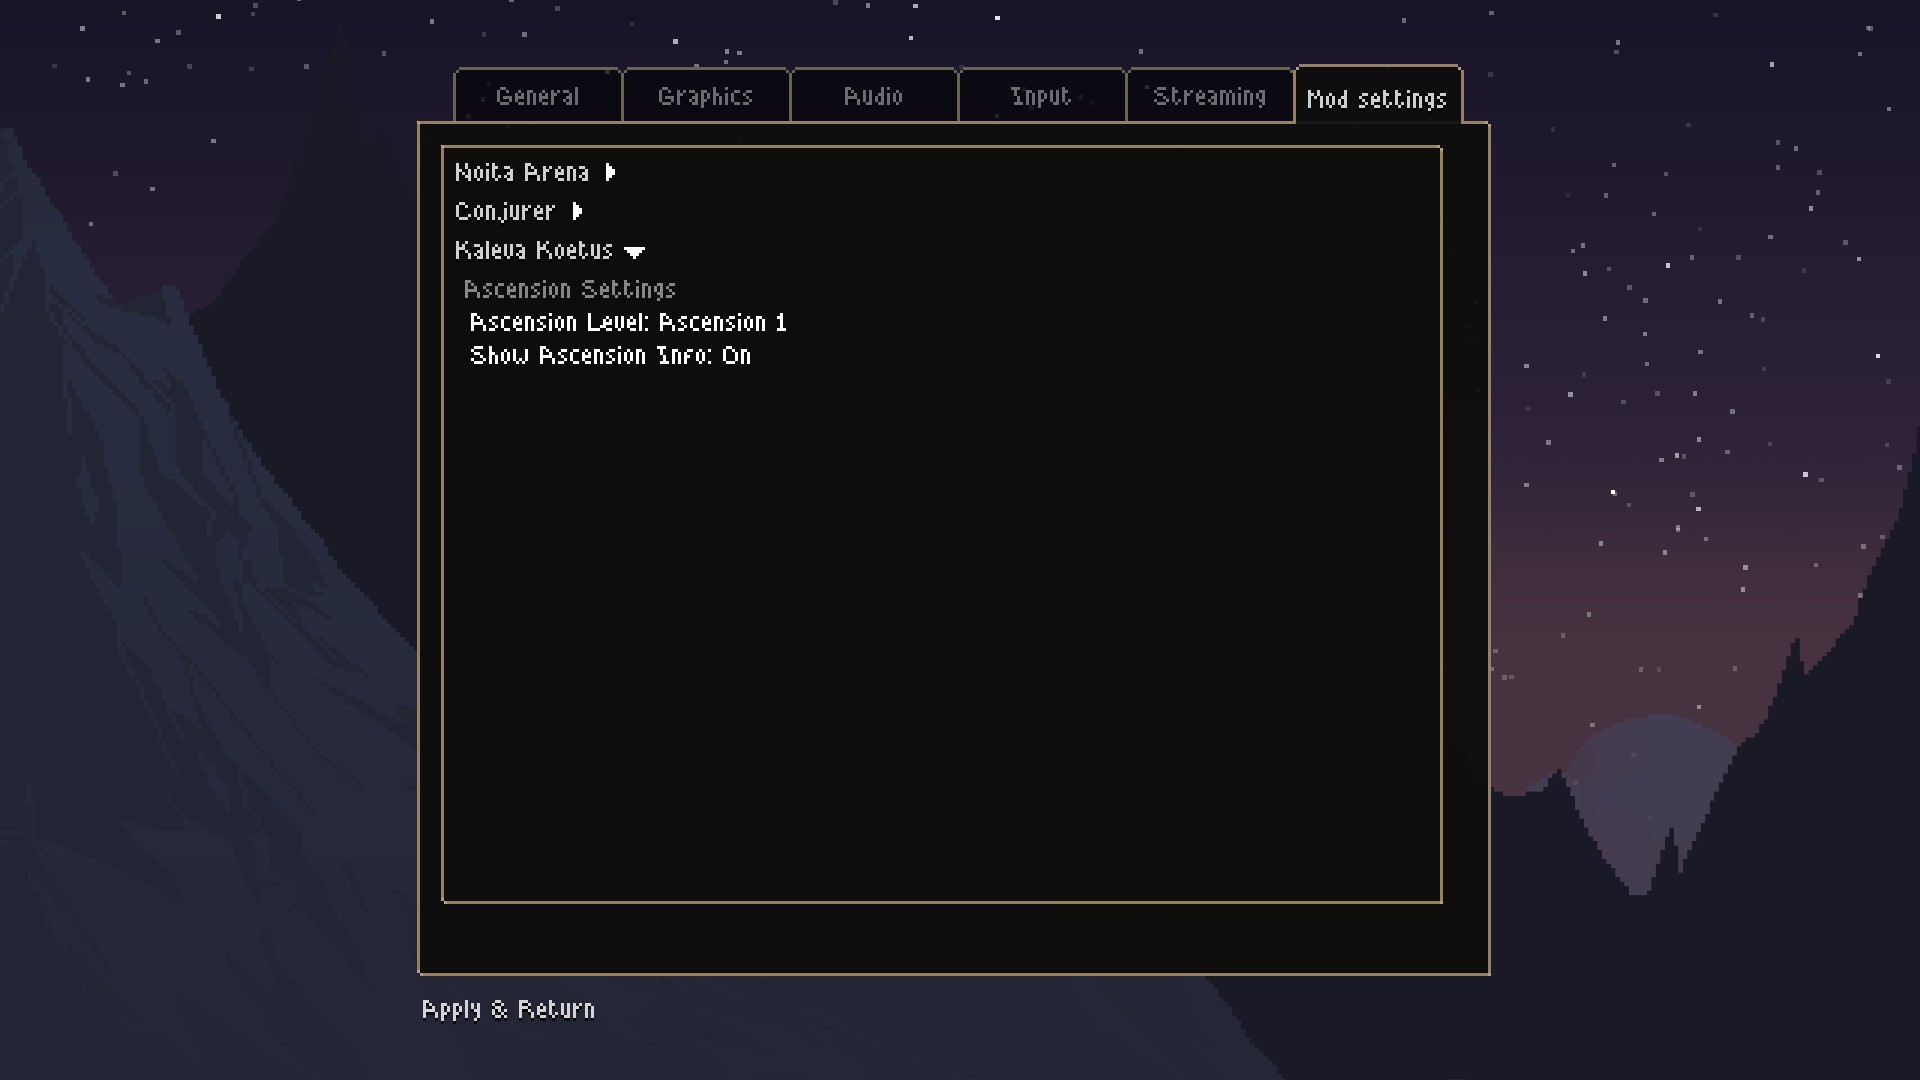 General Graphics Audio Input Streaming Mod settings
Noita Arena
Conjurer
Kaleva Koetus
Ascension Settings
Ascension Level: Ascension 1
Show Ascension Info: On
Apply & Return